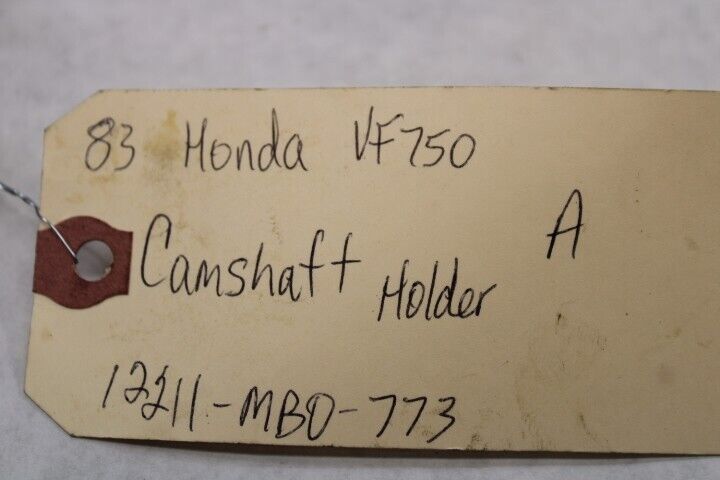 83 Honda VF750
A
Camshaft Holder
12211-MB0-773